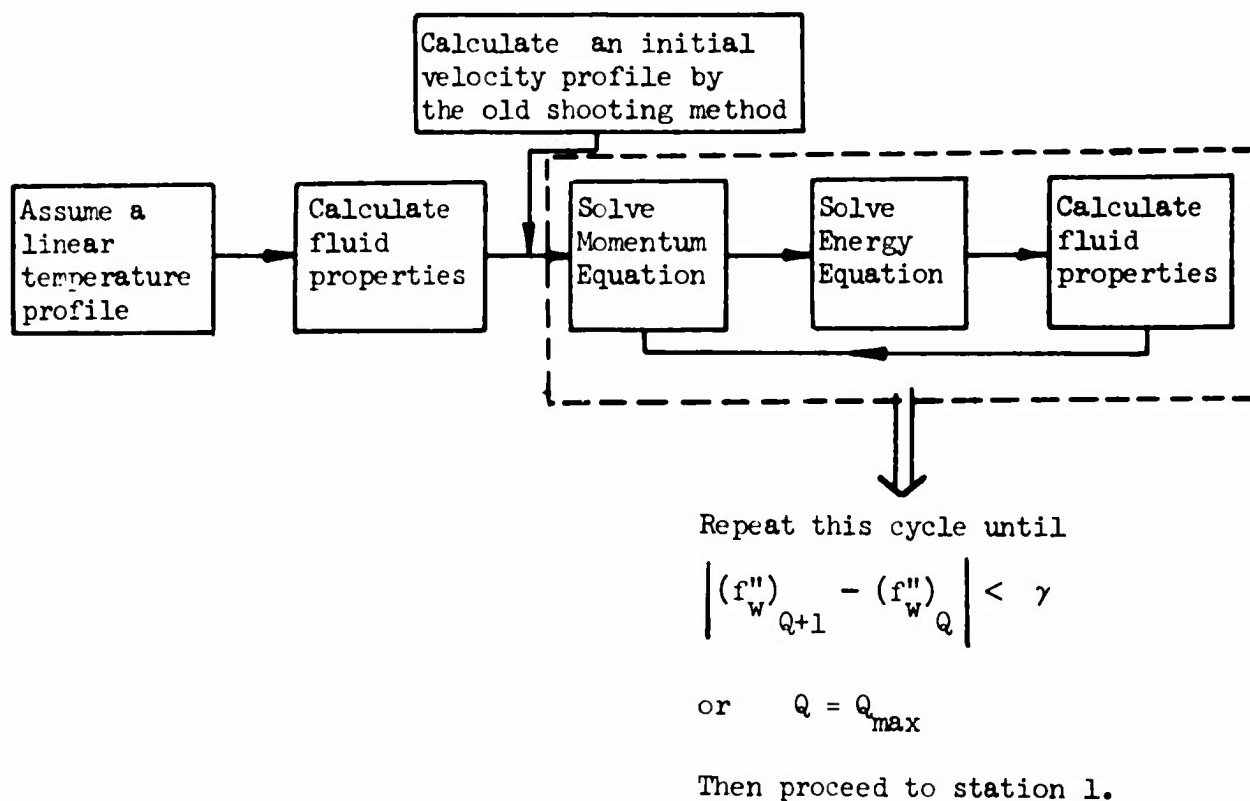 Calculate an initial
velocity profile by
the old shooting method
Assume a
linear
temperature
profile
Calculate
fluid
properties
Solve
Momentum
Equation
Solve
Energy
Equation
Calculate
fluid
properties
Repeat this cycle until
|(f"w)Q+1 - (f"w)Q| < γ
or Q = Qmax
Then proceed to station 1.